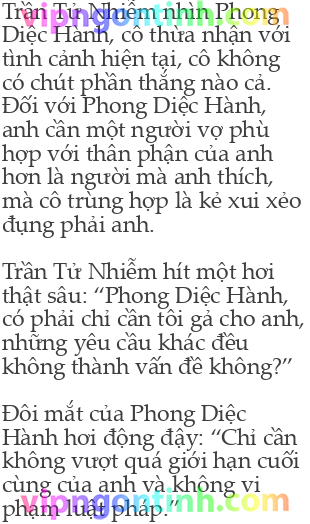 Trần Tử Nhiễm nhìn Phong
vipngontinh.com
Diệc Hành, cô thừa nhận với
tình cảnh hiện tại, cô không
có chút phần thắng nào cả.
Đối với Phong Diệc Hành,
anh cần một người vợ phù
hợp với thân phận của anh
hơn là người mà anh thích,
mà cô trùng hợp là kẻ xui xẻo
đụng phải anh.
Trần Tử Nhiễm hít một hơi
thật sâu: “Phong Diệc Hành,
có phải chỉ cần tôi gả cho anh,
những yêu cầu khác đều
không thành vấn đề không?”
Đôi mắt của Phong Diệc
Hành hơi động đậy: “Chỉ cần
không vượt quá giới hạn cuối
cùng của anh và không vi
vipngontinh.com
phạm luật pháp.”